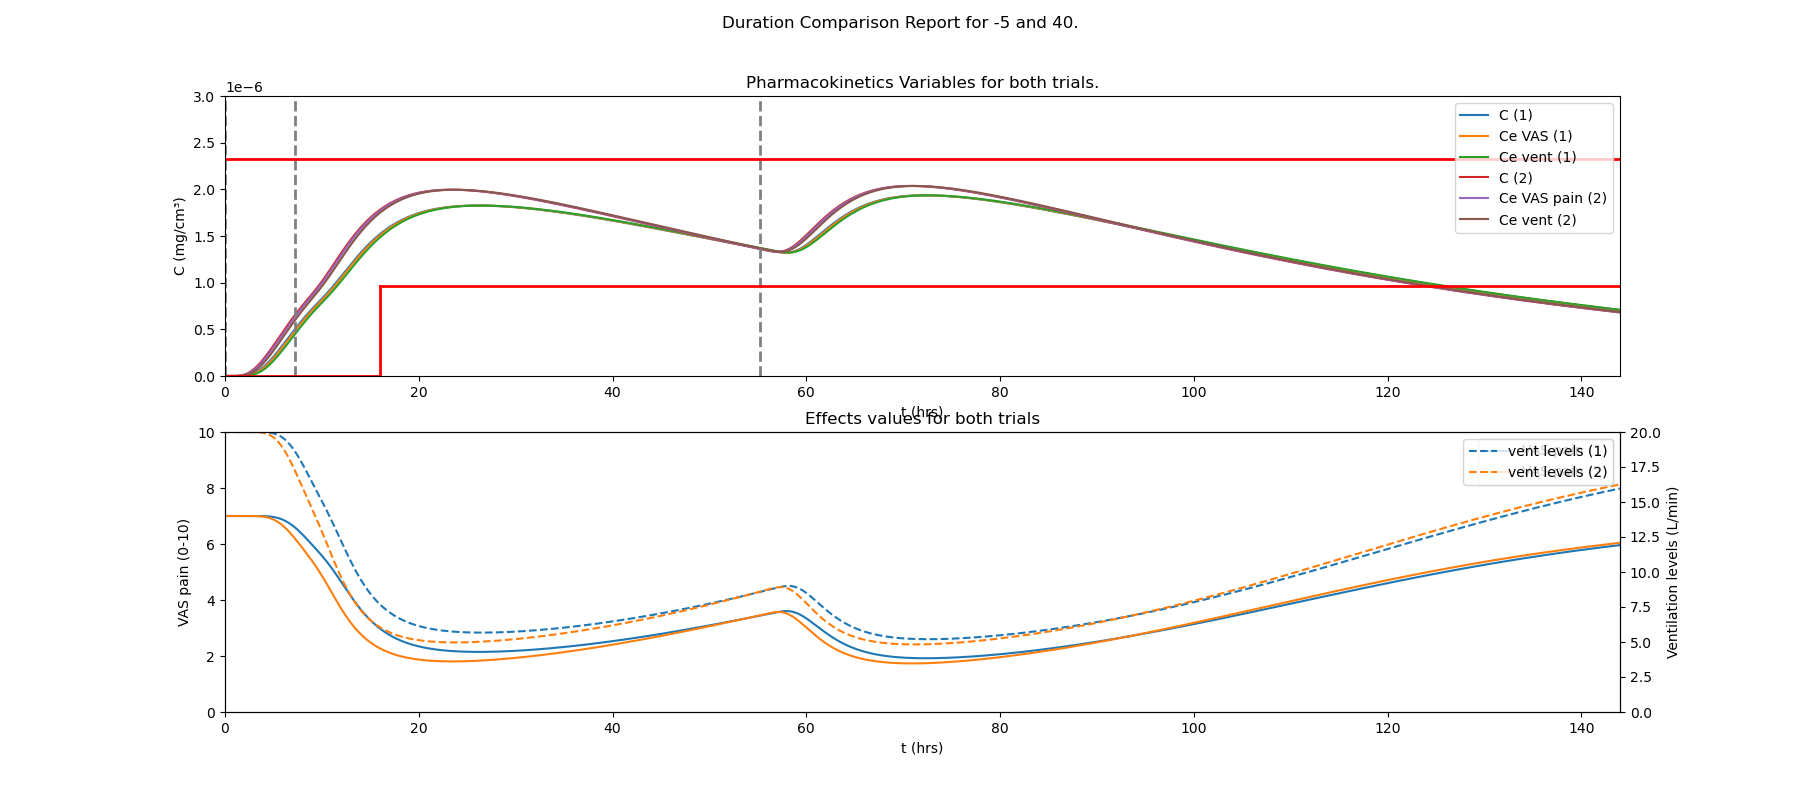 Duration Comparison Report for -5 and 40.
Pharmacokinetics Variables for both trials.
1e−6
C (mg/cm³)
3.0
2.5
2.0
1.5
1.0
0.5
0.0
C (1)
Ce VAS (1)
Ce vent (1)
C (2)
Ce VAS pain (2)
Ce vent (2)
0 20 40 60 80 100 120 140
t (hrs)
Effects values for both trials
VAS pain (0-10)
10
8
6
4
2
0
vent levels (1)
vent levels (2)
20.0
17.5
15.0
12.5
10.0
7.5
5.0
2.5
0.0
Ventilation levels (L/min)
0 20 40 60 80 100 120 140
t (hrs)